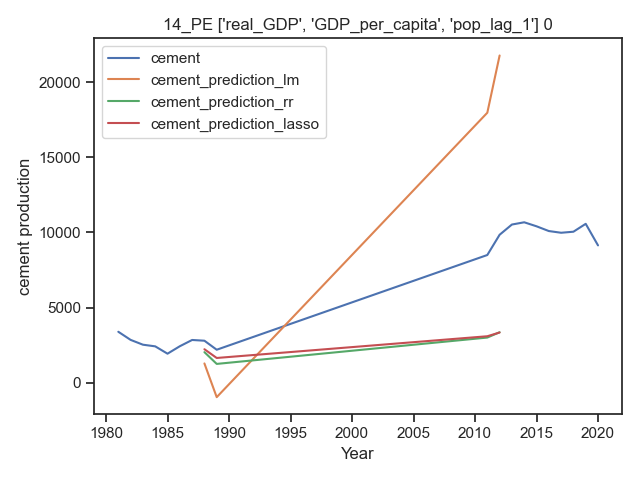 14_PE ['real_GDP', 'GDP_per_capita', 'pop_lag_1'] 0
cement
cement_prediction_lm
cement_prediction_rr
cement_prediction_lasso
cement production
20000
15000
10000
5000
0
1980 1985 1990 1995 2000 2005 2010 2015 2020
Year